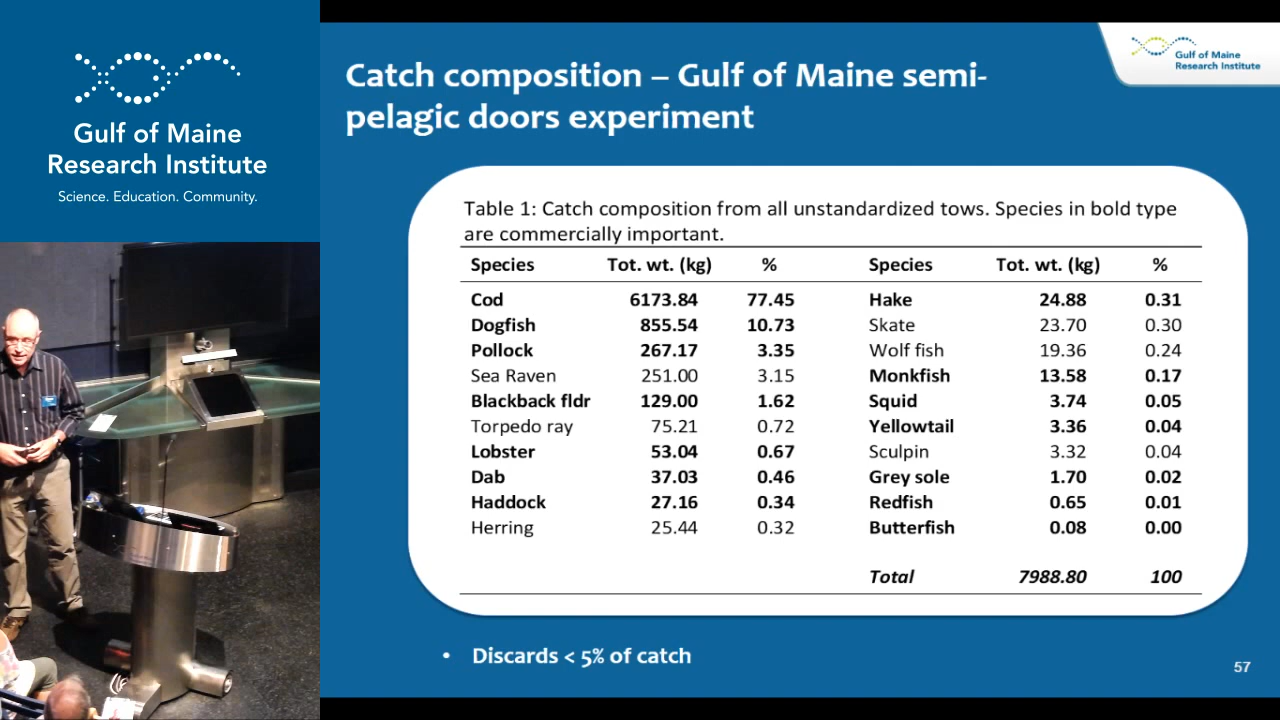 Gulf of Maine
Research Institute
Science. Education. Community.
Gulf of Maine
Research Institute
Catch composition – Gulf of Maine semi-
pelagic doors experiment
Table 1: Catch composition from all unstandardized tows. Species in bold type
are commercially important.
Species Tot. wt. (kg) % Species Tot. wt. (kg) %
Cod 6173.84 77.45 Hake 24.88 0.31
Dogfish 855.54 10.73 Skate 23.70 0.30
Pollock 267.17 3.35 Wolf fish 19.36 0.24
Sea Raven 251.00 3.15 Monkfish 13.58 0.17
Blackback fldr 129.00 1.62 Squid 3.74 0.05
Torpedo ray 75.21 0.72 Yellowtail 3.36 0.04
Lobster 53.04 0.67 Sculpin 3.32 0.04
Dab 37.03 0.46 Grey sole 1.70 0.02
Haddock 27.16 0.34 Redfish 0.65 0.01
Herring 25.44 0.32 Butterfish 0.08 0.00
Total 7988.80 100
• Discards < 5% of catch
57